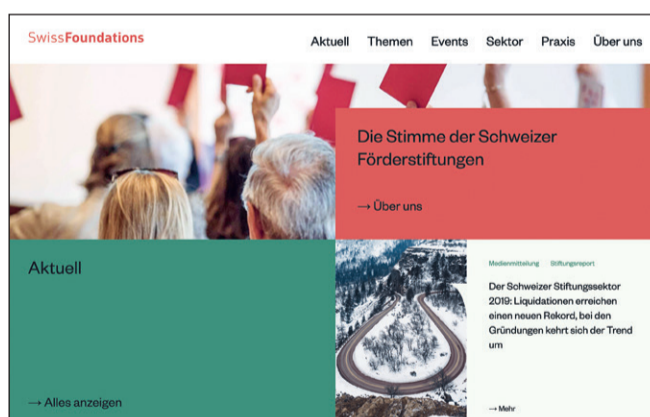 SwissFoundations
Aktuell Themen Events Sektor Praxis Über uns
Die Stimme der Schweizer
Förderstiftungen
→ Über uns
Aktuell
→ Alles anzeigen
Medienmitteilung Stiftungsreport
Der Schweizer Stiftungssektor
2019: Liquidationen erreichen
einen neuen Rekord, bei den
Gründungen kehrt sich der Trend
um
→ Mehr